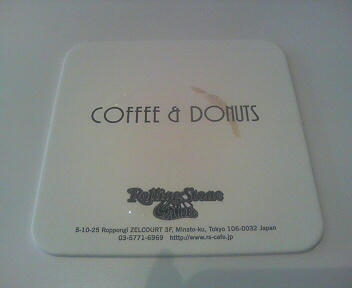 COFFEE & DONUTS
Rolling Stone
Cafe
5-10-25 Roppongi ZELCOURT 3F, Minato-ku, Tokyo 106-0032 Japan
03-5771-6969 http://www.rs-cafe.jp